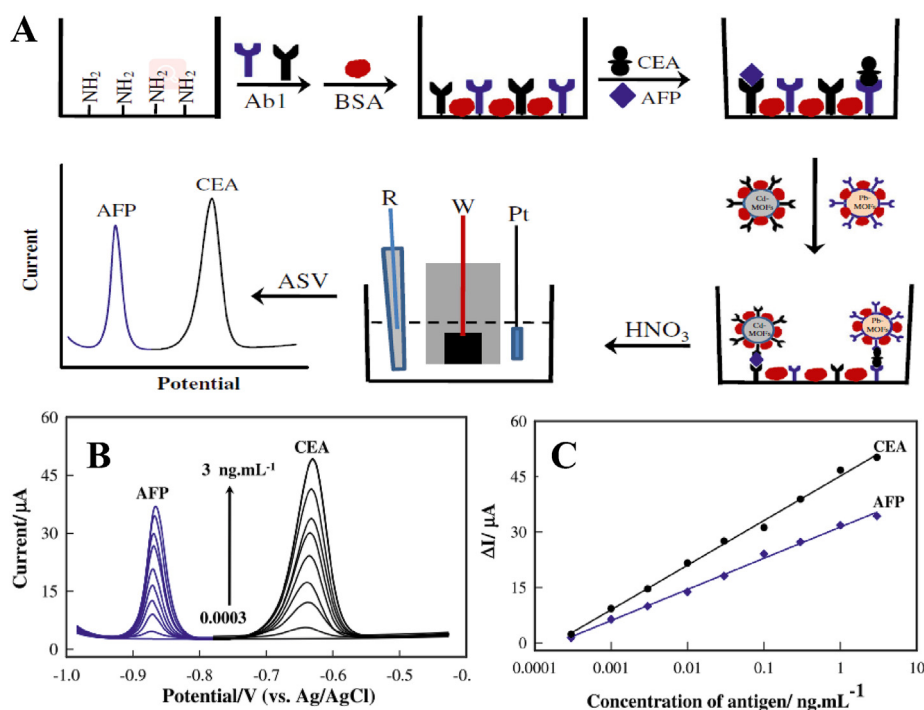 A
NH2
NH2
NH2
NH2
Ab1
BSA
CEA
AFP
Cd-
MOFs
Pb-
MOFs
Current
AFP
CEA
Potential
ASV
R
W
Pt
HNO3
Cd-
MOFs
Pb-
MOFs
B
60
45
30
15
0
Current/μA
AFP
3 ng.mL-1
0.0003
CEA
-1.0 -0.9 -0.8 -0.7 -0.6 -0.5 -0.
Potential/V (vs. Ag/AgCl)
C
60
45
30
15
0
ΔI/ μA
CEA
AFP
0.0001 0.001 0.01 0.1 1 10
Concentration of antigen/ ng.mL-1